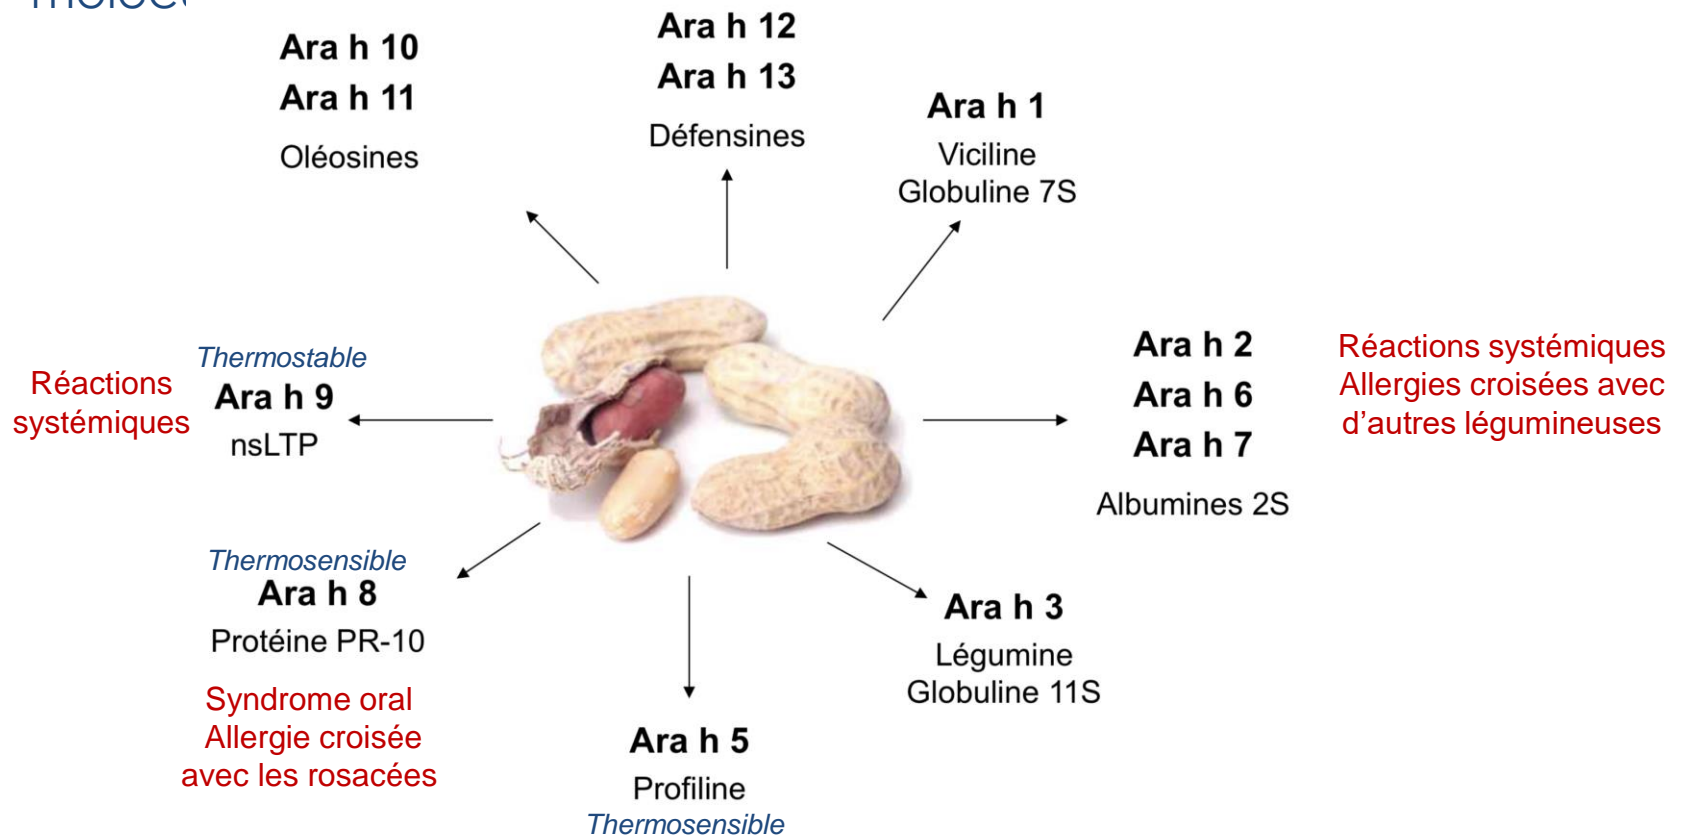 Ara h 10
Ara h 11
Oléosines
Ara h 12
Ara h 13
Défensines
Ara h 1
Viciline
Globuline 7S
Thermostable
Réactions
systémiques
Ara h 9
nsLTP
Ara h 2
Ara h 6
Ara h 7
Albumines 2S
Réactions systémiques
Allergies croisées avec
d’autres légumineuses
Thermosensible
Ara h 8
Protéine PR-10
Syndrome oral
Allergie croisée
avec les rosacées
Ara h 5
Profiline
Thermosensible
Ara h 3
Légumine
Globuline 11S